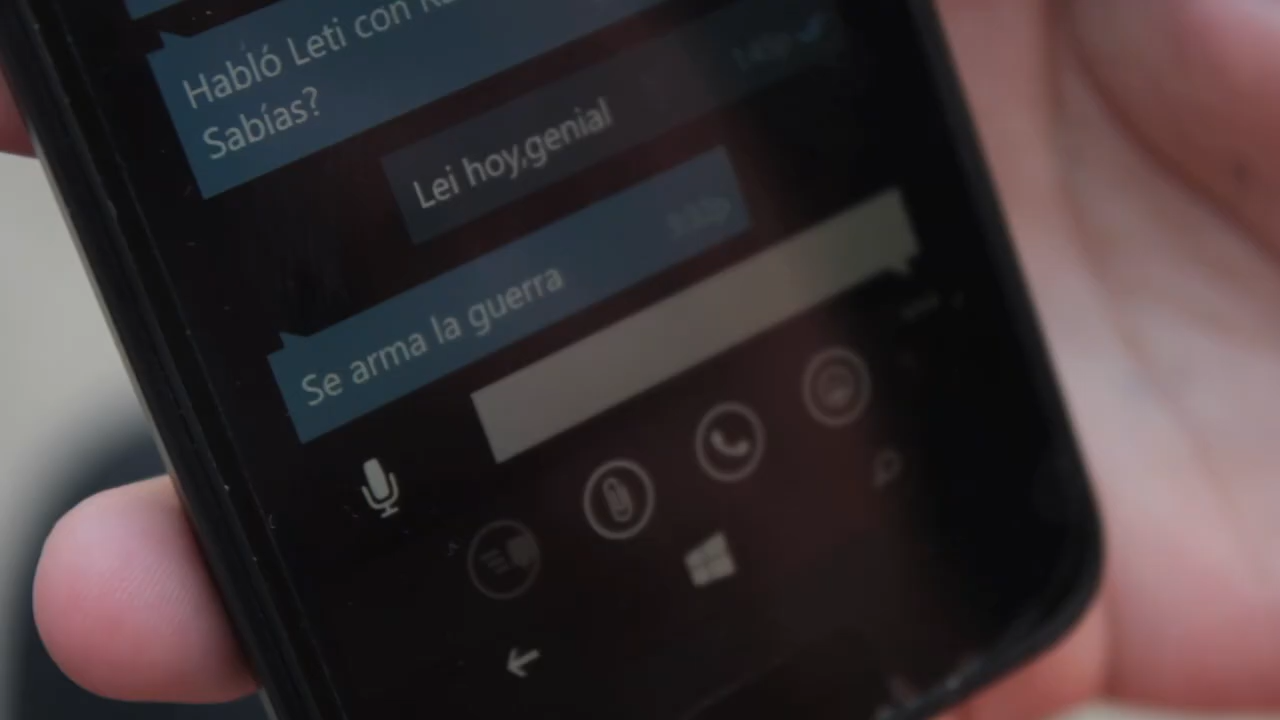 Habló Leti con
Sabías?
Lei hoy,genial
Se arma la guerra